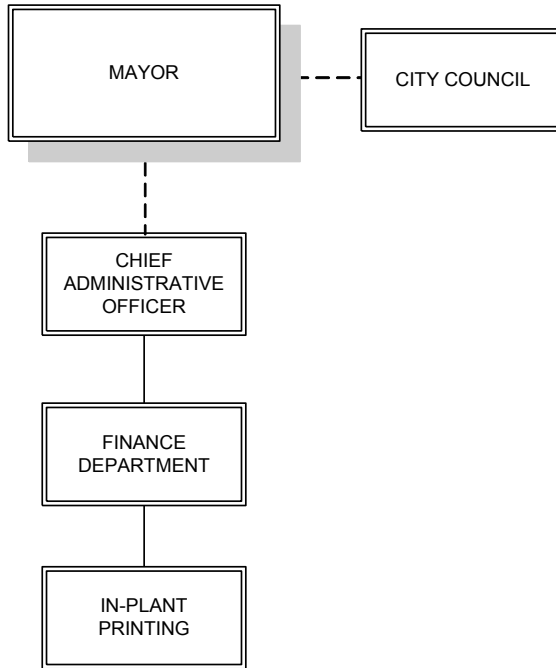 MAYOR
CITY COUNCIL
CHIEF
ADMINISTRATIVE
OFFICER
FINANCE
DEPARTMENT
IN-PLANT
PRINTING